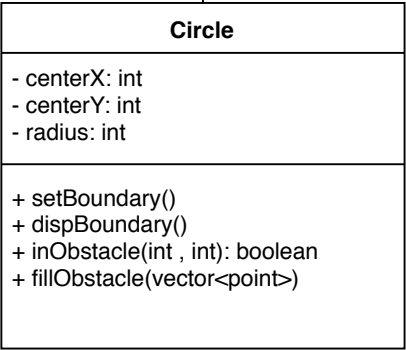 Circle
- centerX: int
- centerY: int
- radius: int
+ setBoundary()
+ dispBoundary()
+ inObstacle(int , int): boolean
+ fillObstacle(vector<point>)